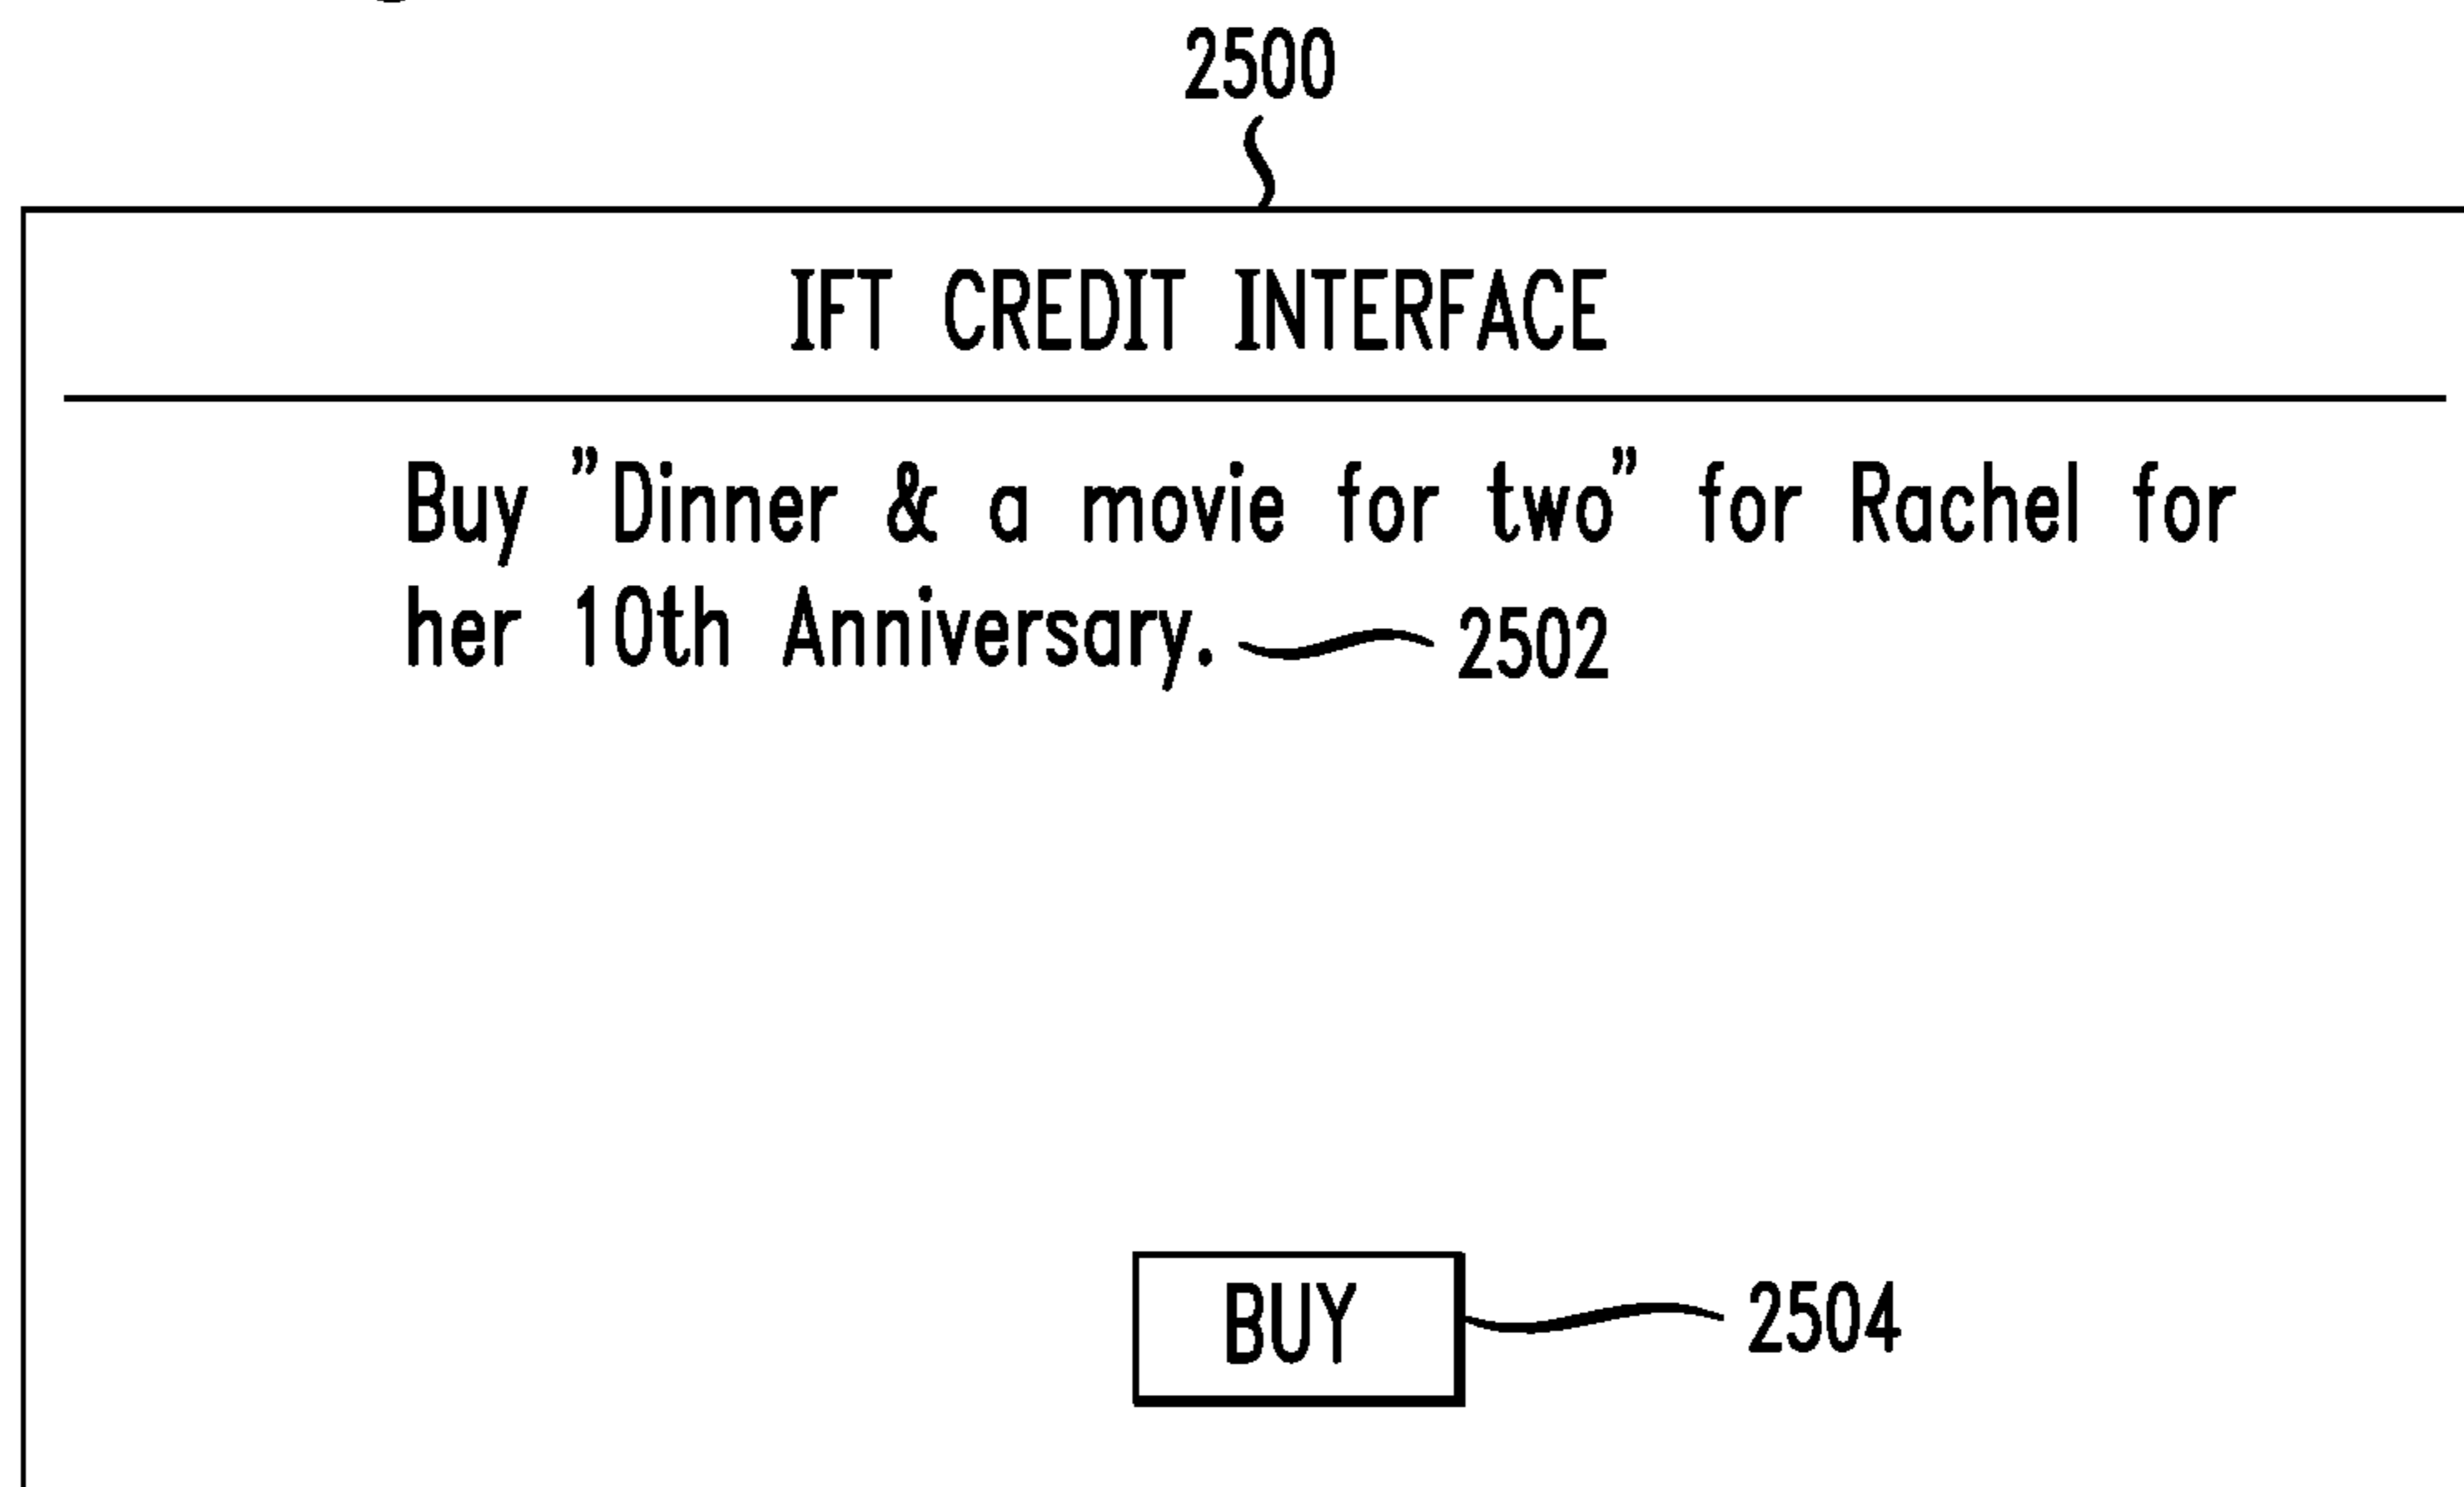 2500
IFT CREDIT INTERFACE
Buy ”Dinner & a movie for two” for Rachel for
her 10th Anniversary. 2502
BUY 2504